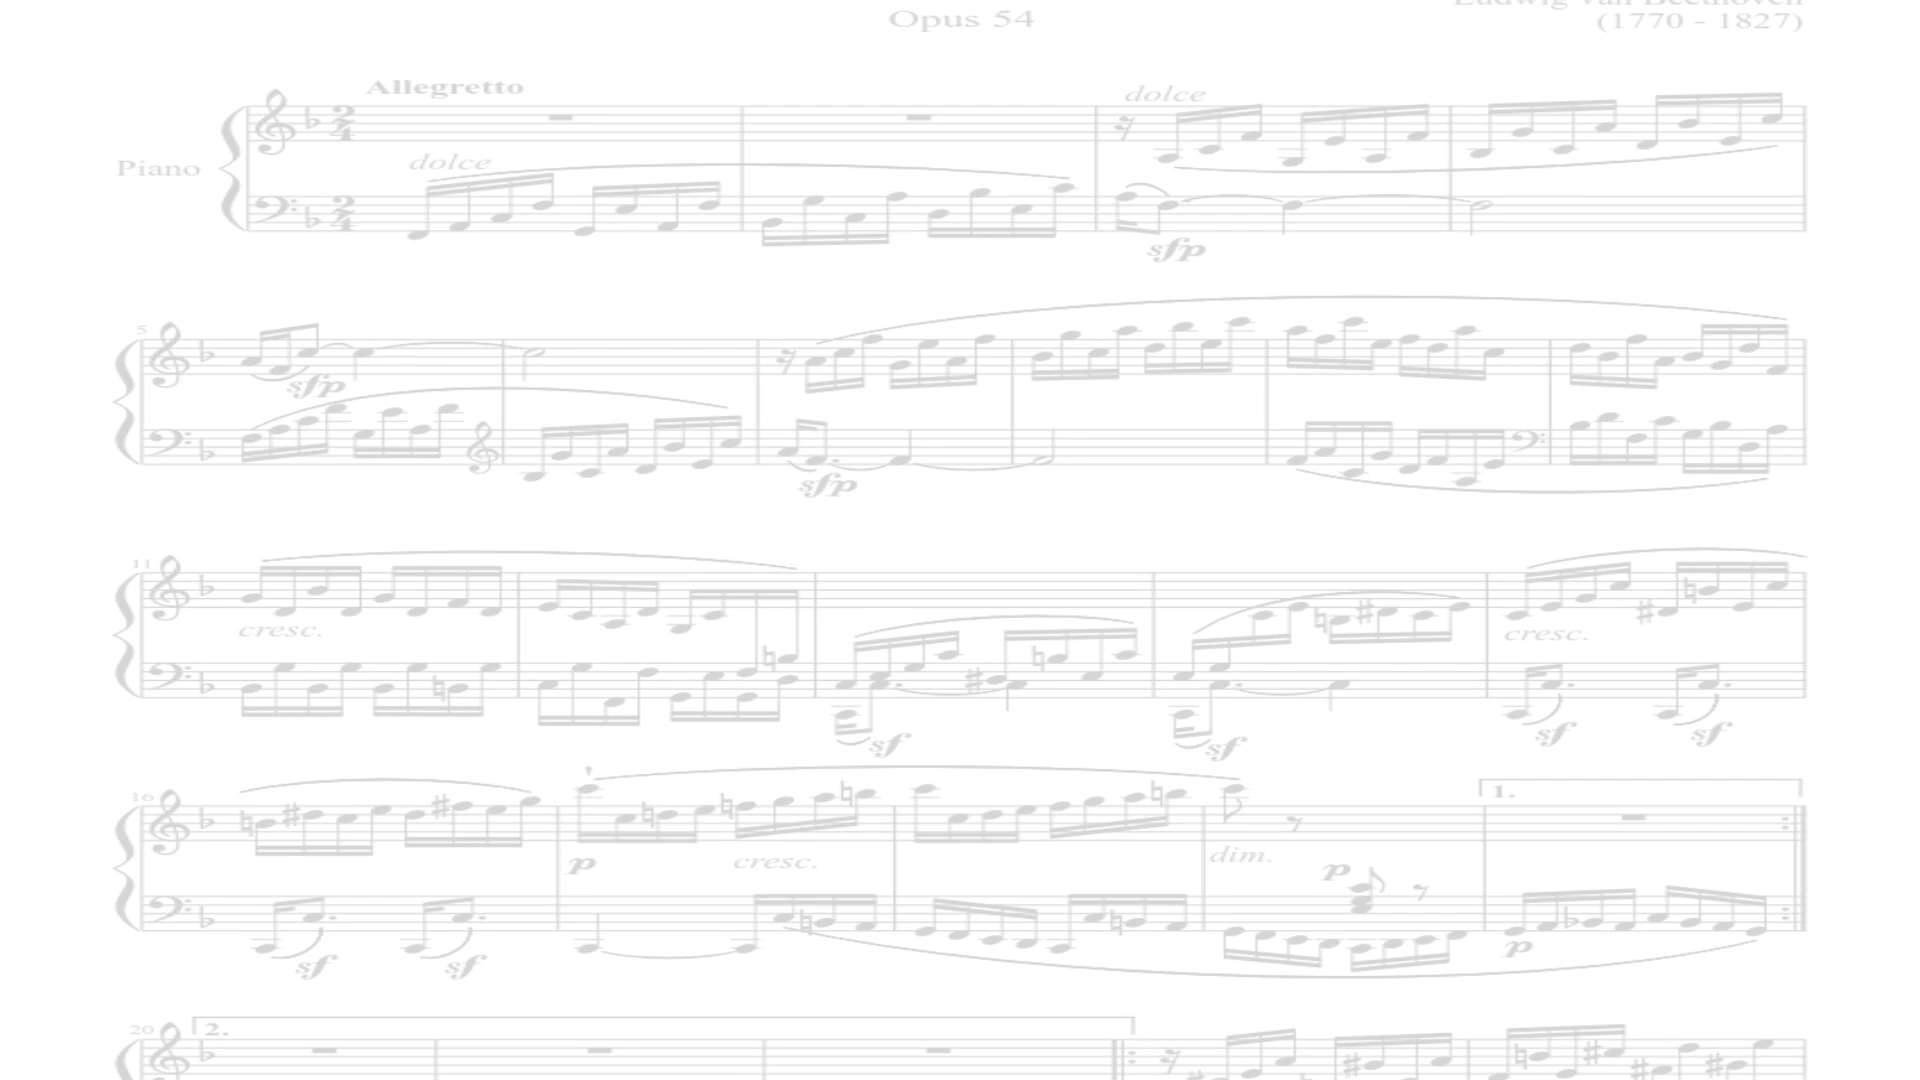 Opus 54
Ludwig van Beethoven
(1770 - 1827)
Allegretto
dolce
Piano
dolce
sfp
5
sfp
sfp
11
cresc.
cresc.
sf
sf
sf
sf
16
1.
p
cresc.
dim.
p
sf
sf
p
20
2.